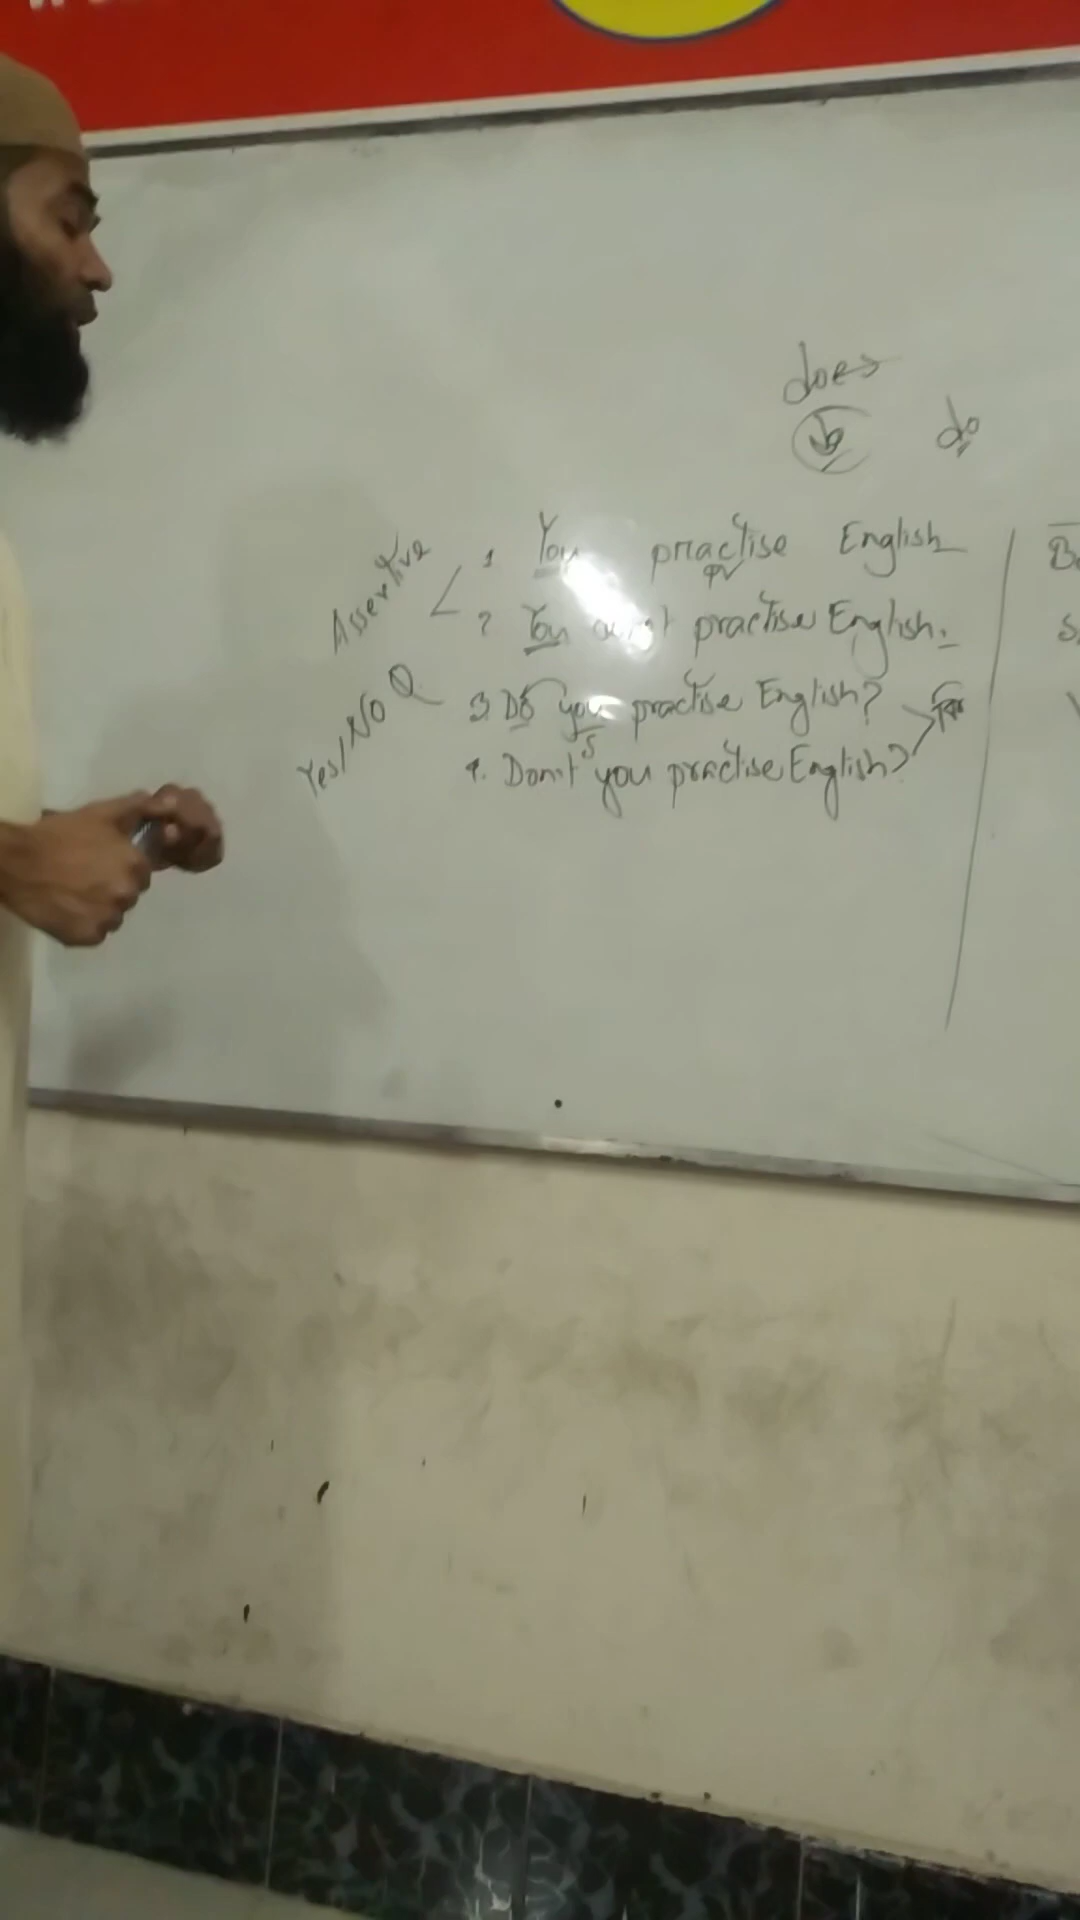 does
do
Assertive
1 You practise English
2 You practise English.
Yes/NO Q
3 Do you practise English?
কি
S
4. Don't you practise English?